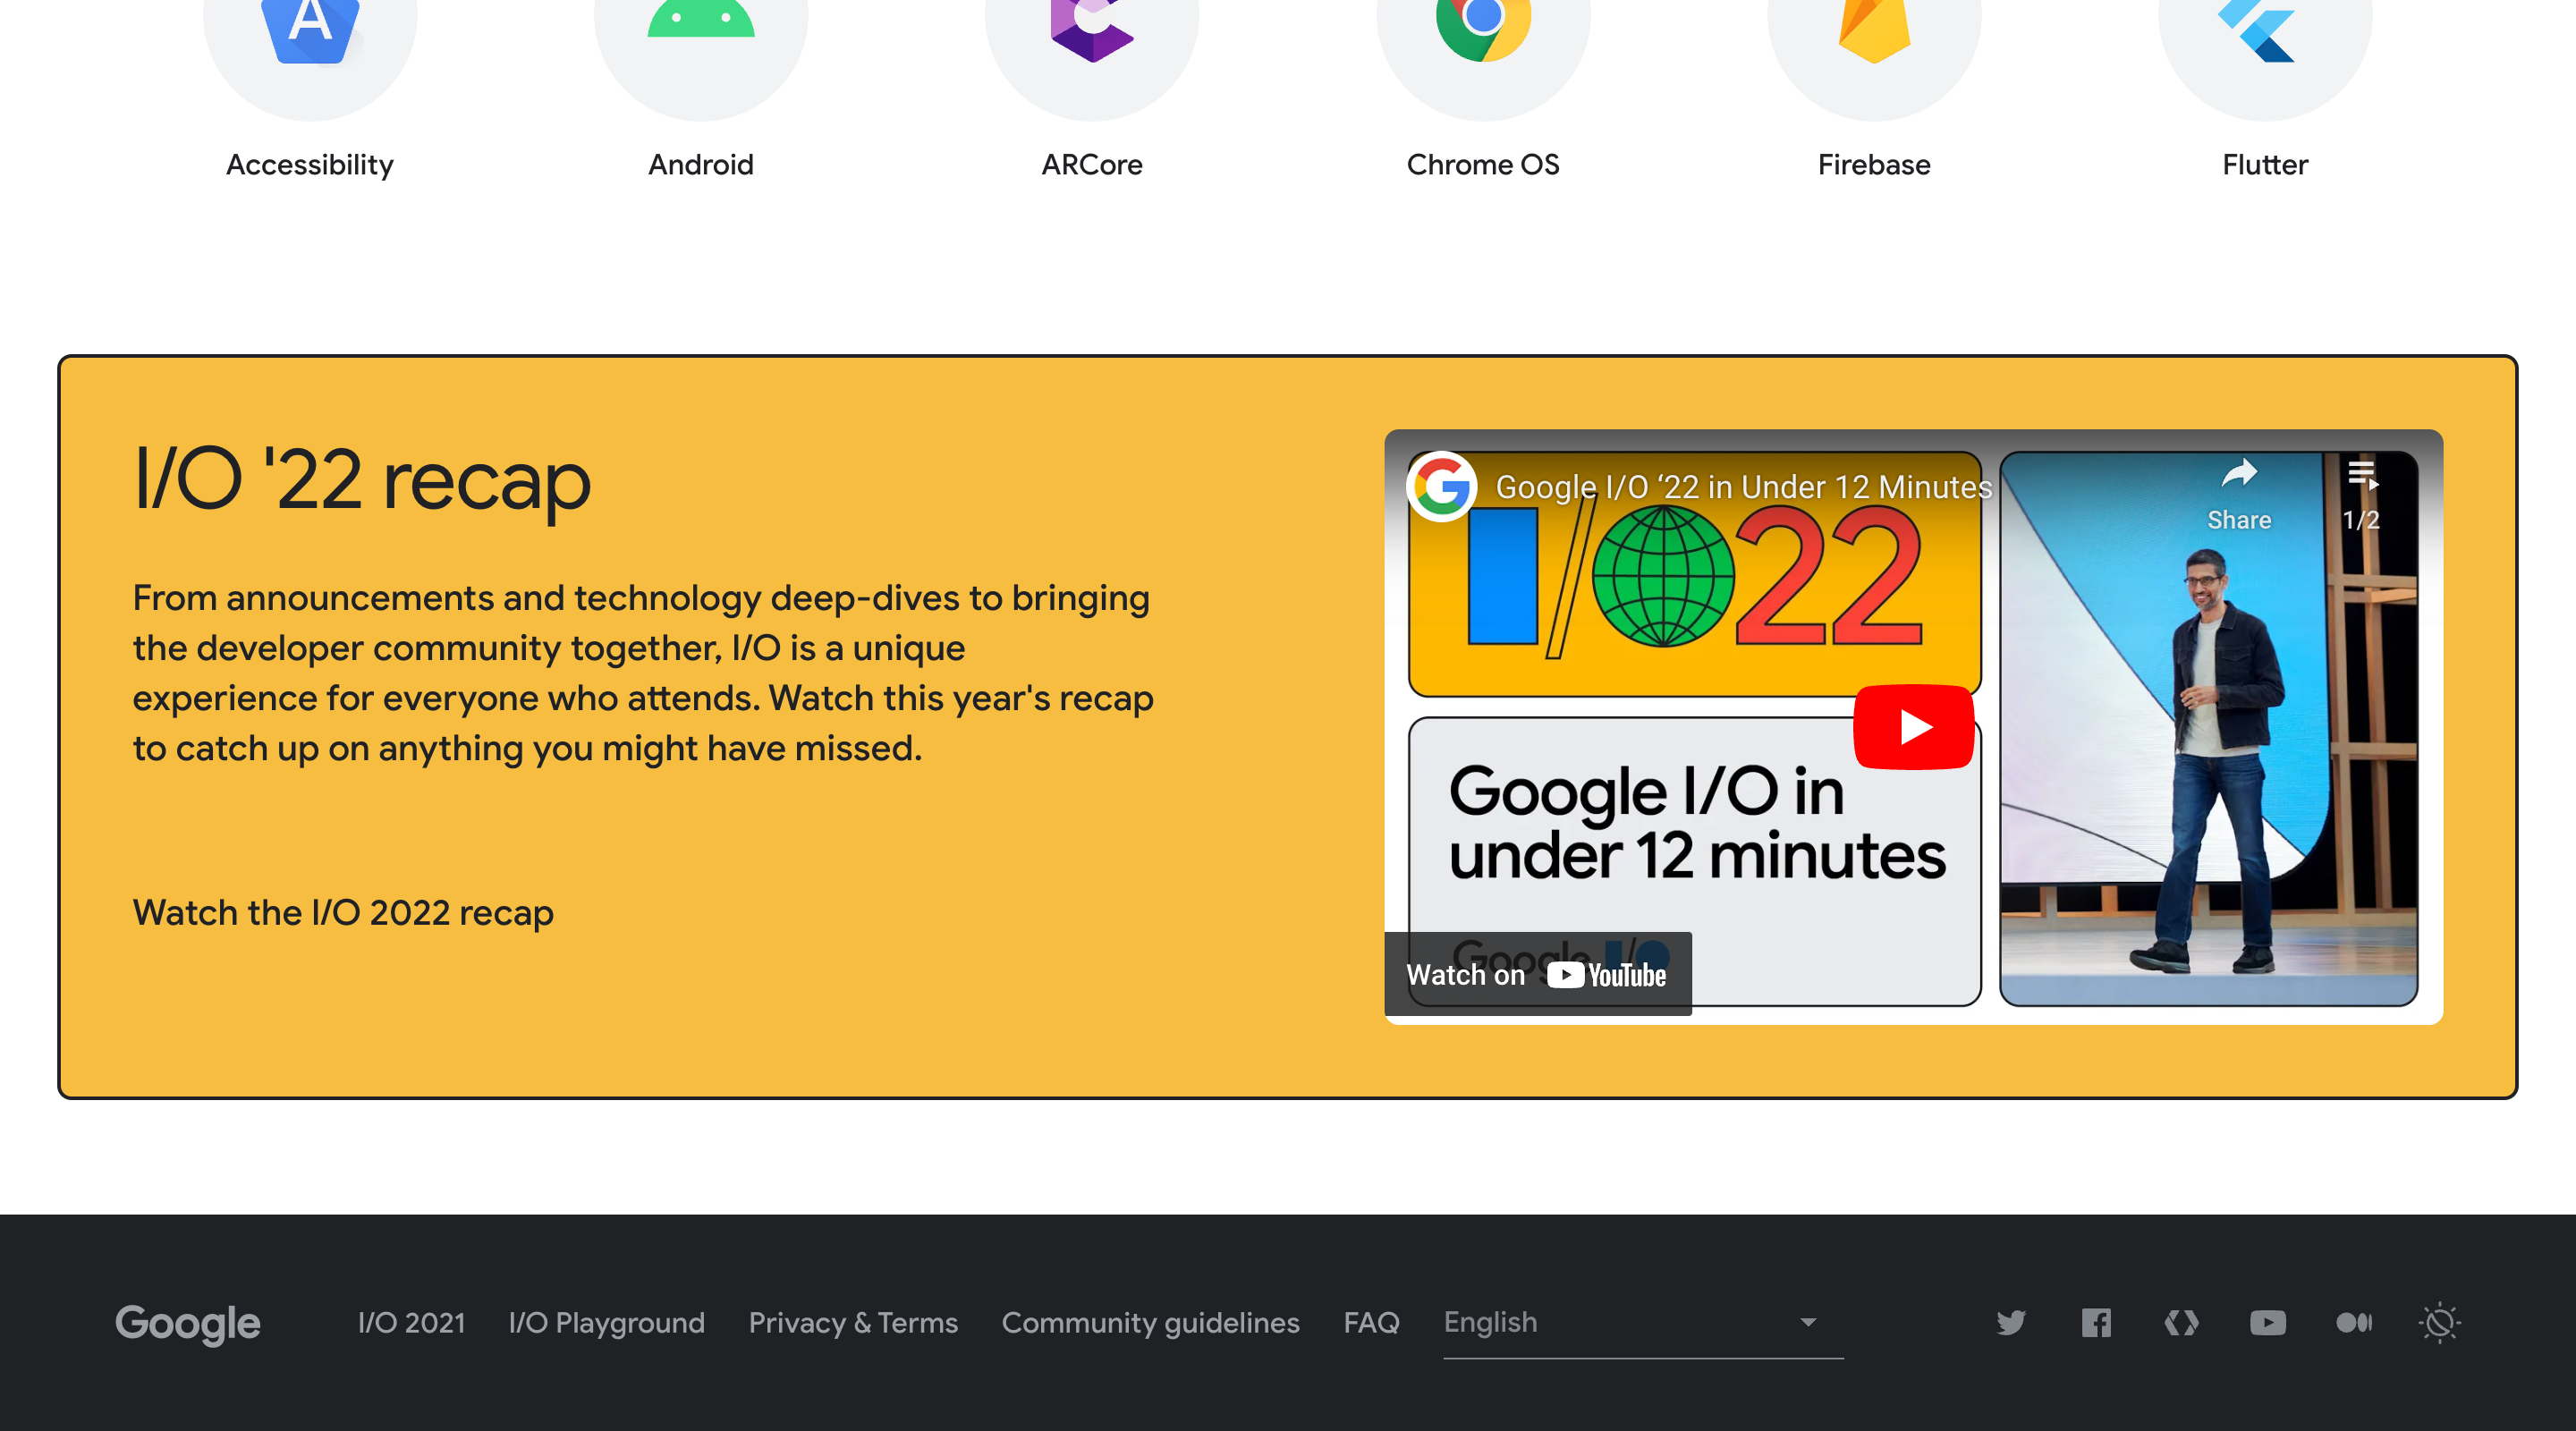 Accessibility
Android
ARCore
Chrome OS
Firebase
Flutter
I/O '22 recap
From announcements and technology deep-dives to bringing
the developer community together, I/O is a unique
experience for everyone who attends. Watch this year's recap
to catch up on anything you might have missed.
Watch the I/O 2022 recap
Google I/O ‘22 in Under 12 Minutes
Share
1/2
I/O22
Google I/O in
under 12 minutes
Google I/O
Watch on YouTube
Google
I/O 2021
I/O Playground
Privacy & Terms
Community guidelines
FAQ
English